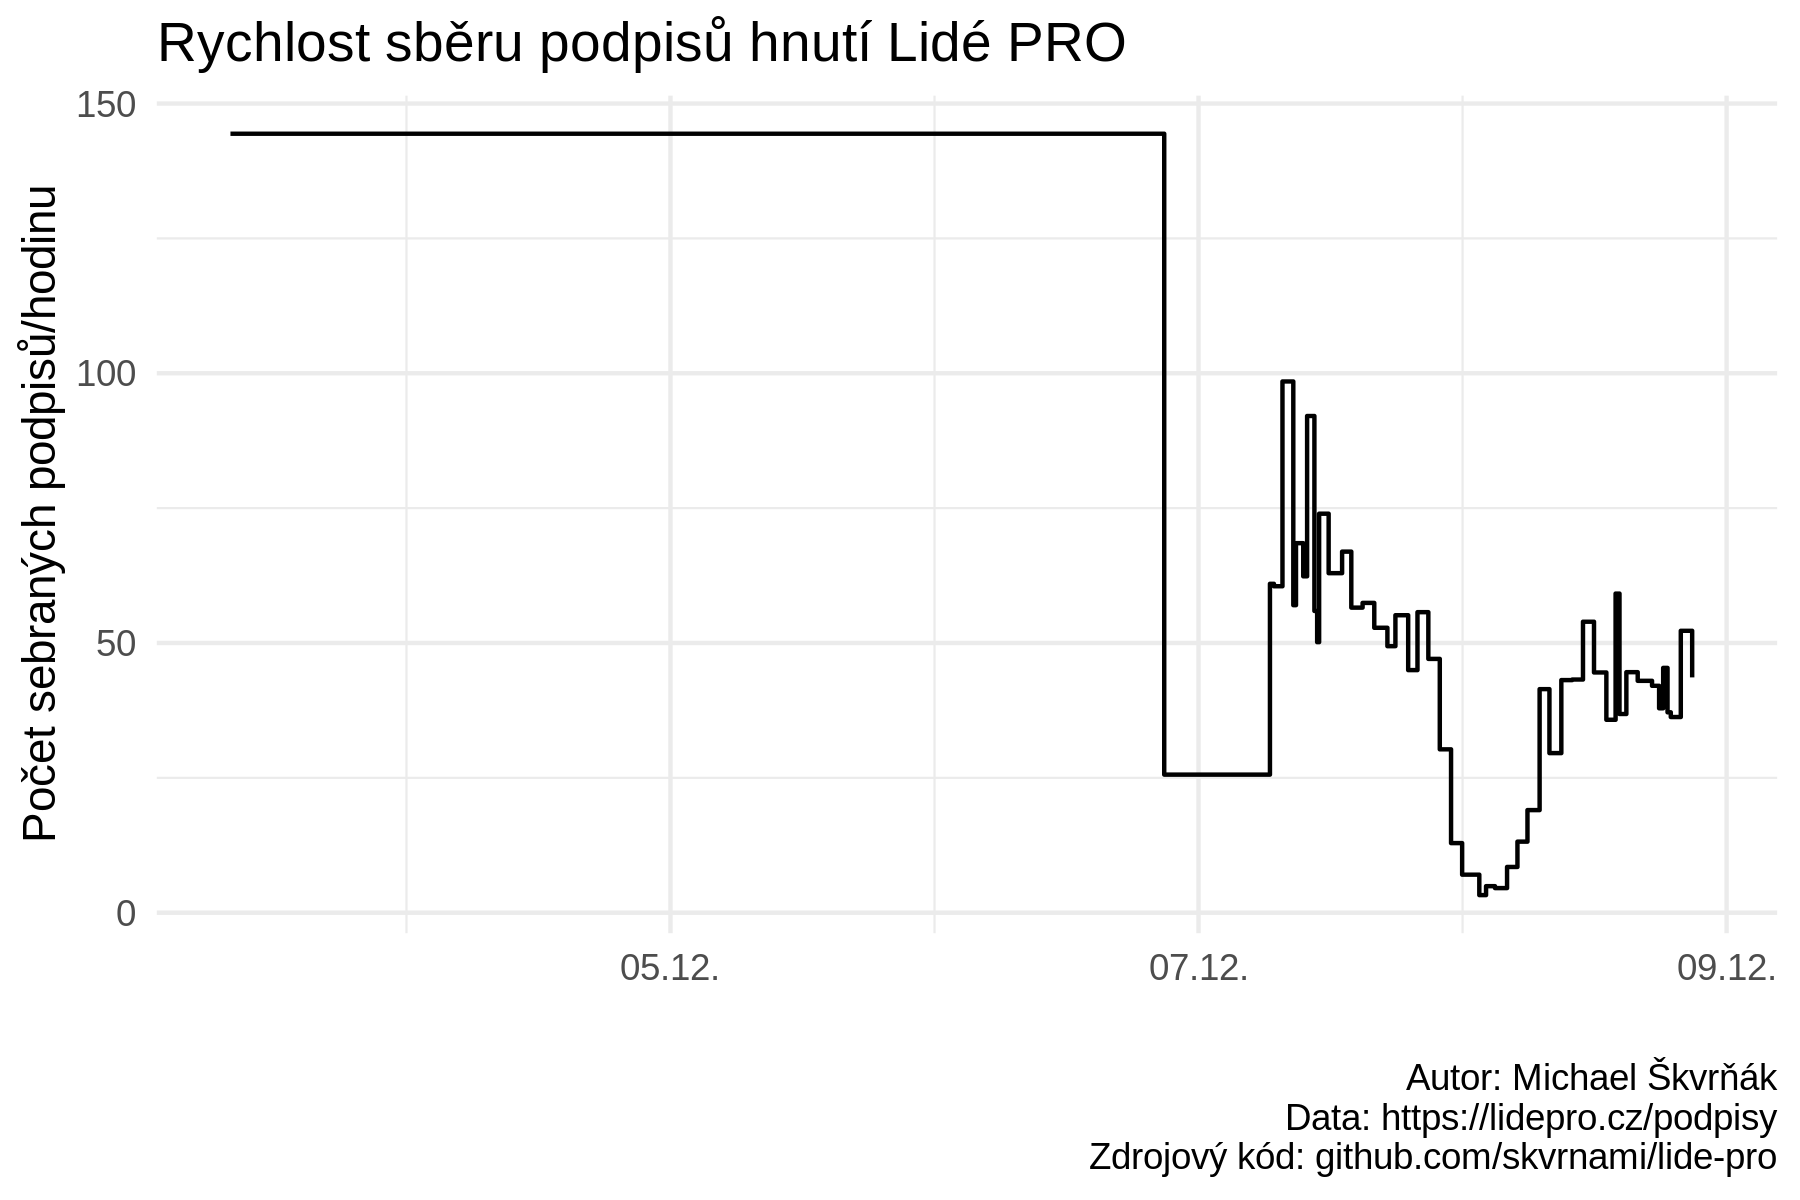 Rychlost sběru podpisů hnutí Lidé PRO
Počet sebraných podpisů/hodinu
150
100
50
0
05.12.
07.12.
09.12.
Autor: Michael Škvrňák
Data: https://lidepro.cz/podpisy
Zdrojový kód: github.com/skvrnami/lide-pro